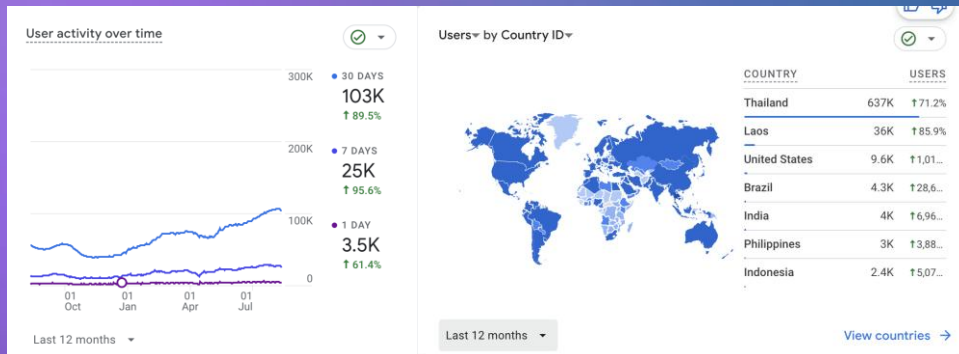 User activity over time
300K
200K
100K
0
01 Oct
01 Jan
01 Apr
01 Jul
30 DAYS
103K
↑ 89.5%
7 DAYS
25K
↑ 95.6%
1 DAY
3.5K
↑ 61.4%
Last 12 months
Users by Country ID
COUNTRY USERS
Thailand 637K ↑ 71.2%
Laos 36K ↑ 85.9%
United States 9.6K ↑ 1,01...
Brazil 4.3K ↑ 28,6...
India 4K ↑ 6,96...
Philippines 3K ↑ 3,88...
Indonesia 2.4K ↑ 5,07...
Last 12 months
View countries →